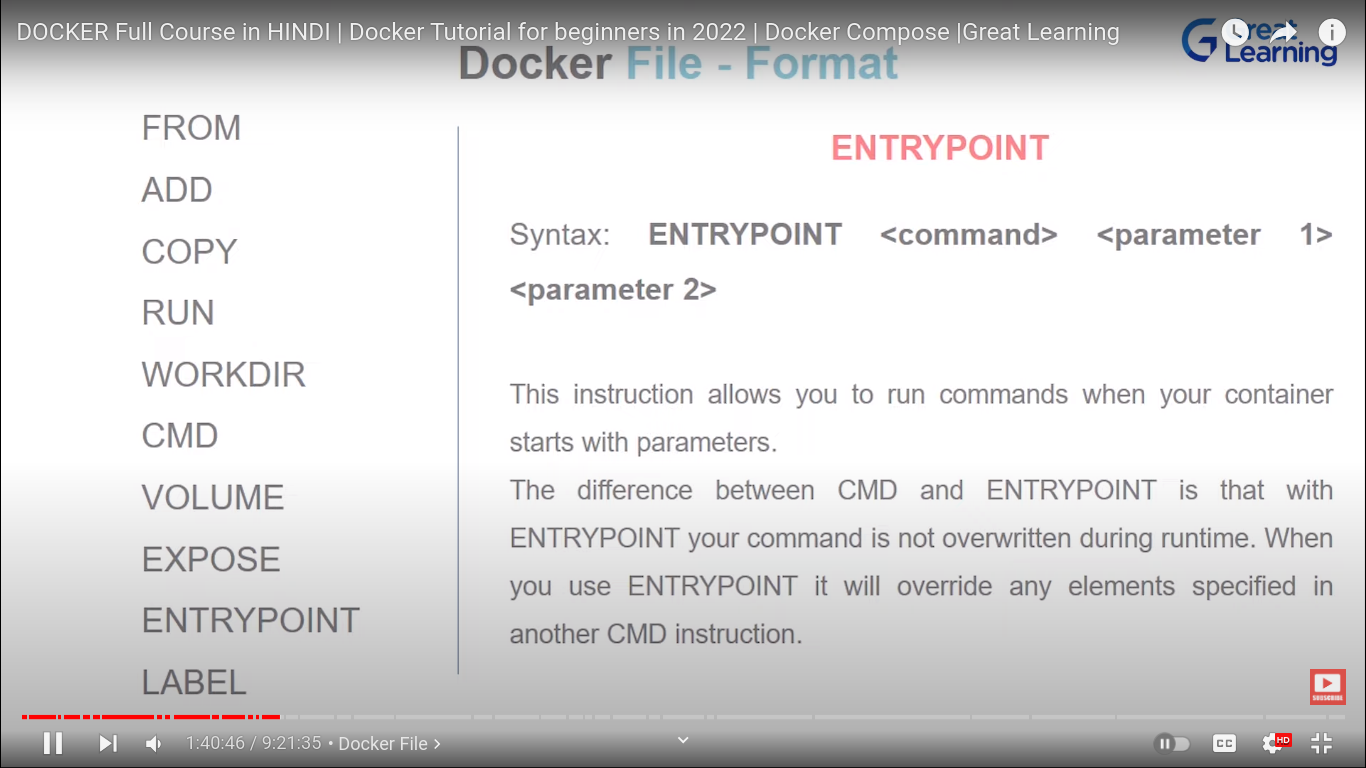 DOCKER Full Course in HINDI | Docker Tutorial for beginners in 2022 | Docker Compose |Great Learning
Great
Learning
Docker File - Format
FROM
ADD
COPY
RUN
WORKDIR
CMD
VOLUME
EXPOSE
ENTRYPOINT
LABEL
ENTRYPOINT
Syntax: ENTRYPOINT <command> <parameter 1>
<parameter 2>
This instruction allows you to run commands when your container
starts with parameters.
The difference between CMD and ENTRYPOINT is that with
ENTRYPOINT your command is not overwritten during runtime. When
you use ENTRYPOINT it will override any elements specified in
another CMD instruction.
SUBSCRIBE
1:40:46 / 9:21:35 • Docker File >
CC
HD